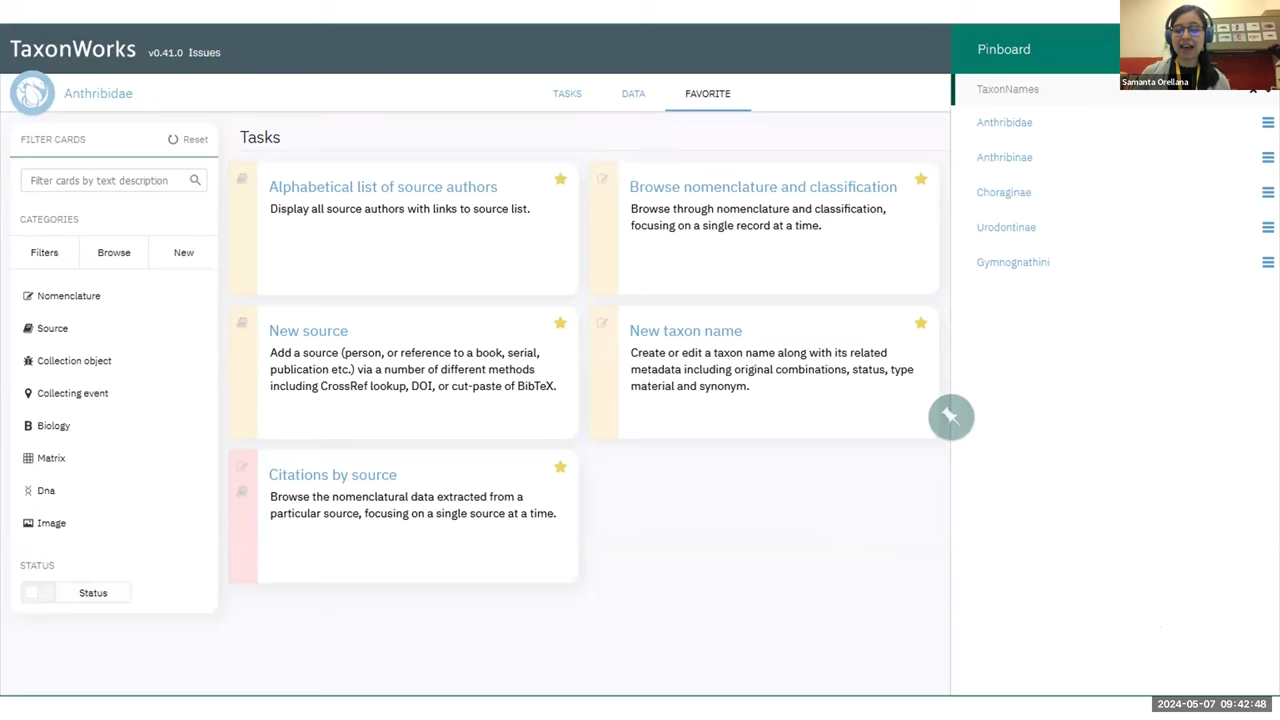 TaxonWorks v0.41.0 Issues
Pinboard
Samanta Orellana
Anthribidae
TASKS
DATA
FAVORITE
TaxonNames
FILTER CARDS
Reset
Filter cards by text description
CATEGORIES
Filters
Browse
New
Nomenclature
Source
Collection object
Collecting event
Biology
Matrix
Dna
Image
STATUS
Status
Tasks
Alphabetical list of source authors
Display all source authors with links to source list.
Browse nomenclature and classification
Browse through nomenclature and classification,
focusing on a single record at a time.
New source
Add a source (person, or reference to a book, serial,
publication etc.) via a number of different methods
including CrossRef lookup, DOI, or cut-paste of BibTeX.
New taxon name
Create or edit a taxon name along with its related
metadata including original combinations, status, type
material and synonym.
Citations by source
Browse the nomenclatural data extracted from a
particular source, focusing on a single source at a time.
Anthribidae
Anthribinae
Choraginae
Urodontinae
Gymnognathini
2024-05-07 09:42:48